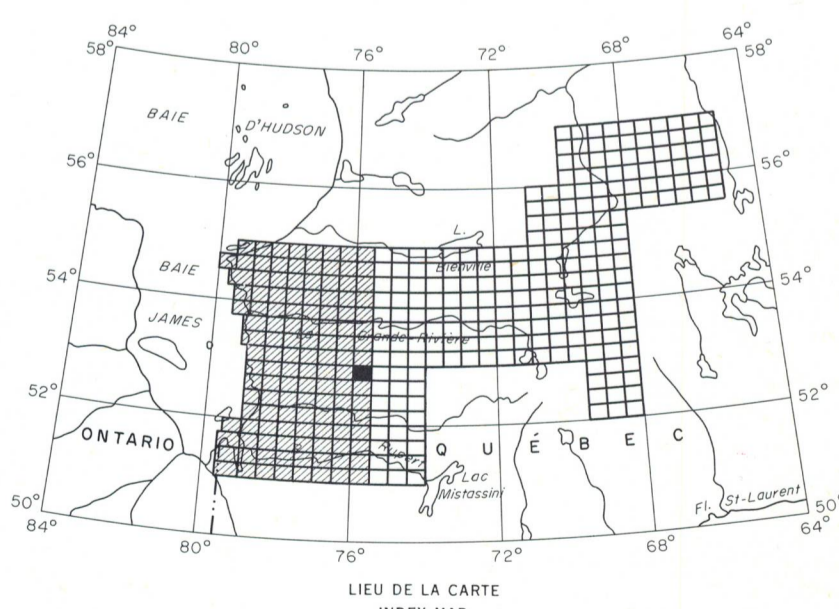 84°
80°
76°
72°
68°
64°
58°
58°
BAIE
D'HUDSON
56°
56°
L.
Bienville
BAIE
54°
54°
JAMES
La Grande-Rivière
52°
52°
ONTARIO
Rupert
QUÉBEC
Lac
Mistassini
Fl. St-Laurent
50°
50°
84°
64°
80°
76°
72°
68°
LIEU DE LA CARTE
INDEX MAP